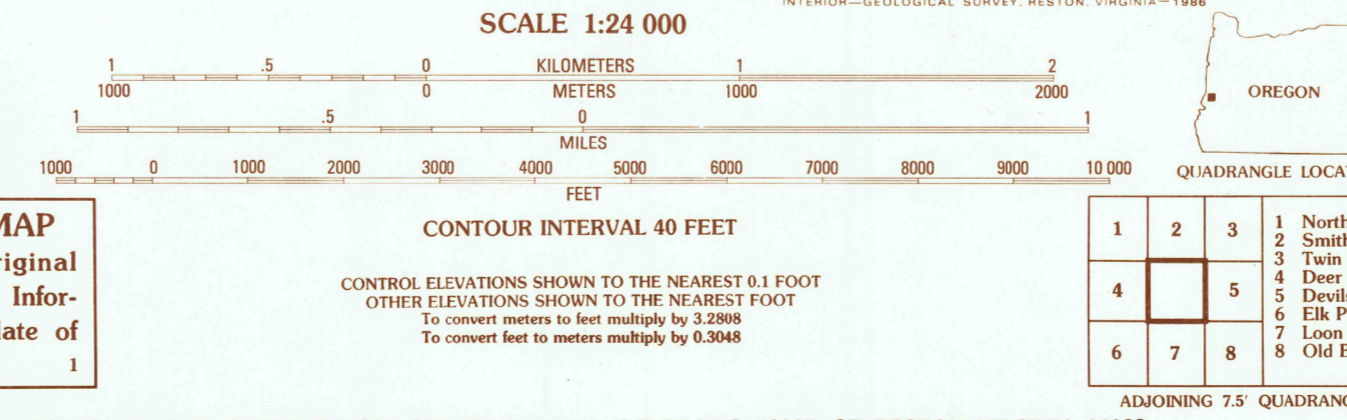 INTERIOR—GEOLOGICAL SURVEY, RESTON, VIRGINIA—1986
SCALE 1:24 000
1 .5 0 KILOMETERS 1 2
1000 0 METERS 1000 2000
1 .5 0 1
MILES
1000 0 1000 2000 3000 4000 5000 6000 7000 8000 9000 10 000
FEET
CONTOUR INTERVAL 40 FEET
CONTROL ELEVATIONS SHOWN TO THE NEAREST 0.1 FOOT
OTHER ELEVATIONS SHOWN TO THE NEAREST FOOT
To convert meters to feet multiply by 3.2808
To convert feet to meters multiply by 0.3048
MAP
riginal
Infor-
late of
1
OREGON
QUADRANGLE LOCAT
1 2 3
4 5
6 7 8
1 North
2 Smith
3 Twin
4 Deer
5 Devils
6 Elk P
7 Loon
8 Old B
ADJOINING 7.5′ QUADRANG